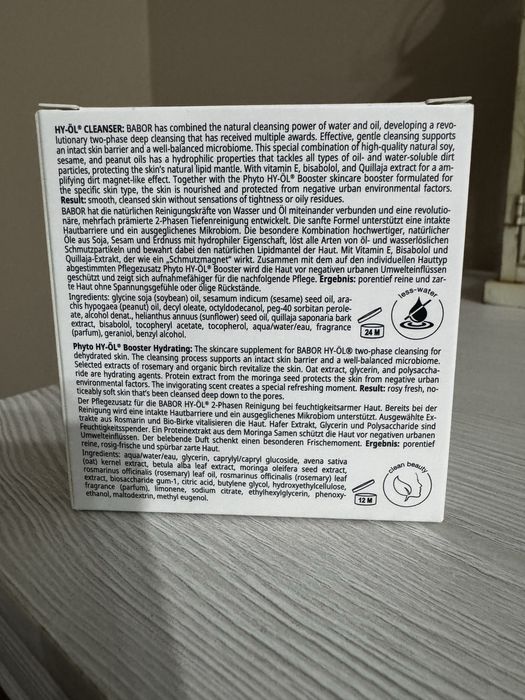 HY-ÖL® CLEANSER: BABOR has combined the natural cleansing power of water and oil, developing a revo-
lutionary two-phase deep cleansing that has received multiple awards. Effective, gentle cleansing supports
an intact skin barrier and a well-balanced microbiome. This special combination of high-quality natural soy,
sesame, and peanut oils has a hydrophilic properties that tackles all types of oil- and water-soluble dirt
particles, protecting the skin's natural lipid mantle. With vitamin E, bisabolol, and Quillaja extract for a am-
plifying dirt magnet-like effect. Together with the Phyto HY-ÖL® Booster skincare booster formulated for
the specific skin type, the skin is nourished and protected from negative urban environmental factors.
Result: smooth, cleansed skin without sensations of tightness or oily residues.
BABOR hat die natürlichen Reinigungskräfte von Wasser und Öl miteinander verbunden und eine revolutio-
näre, mehrfach prämierte 2-Phasen Tiefenreinigung entwickelt. Die sanfte Formel unterstützt eine intakte
Hautbarriere und ein ausgeglichenes Mikrobiom. Die besondere Kombination hochwertiger, natürlicher
Öle aus Soja, Sesam und Erdnuss mit hydrophiler Eigenschaft, löst alle Arten von öl- und wasserlöslichen
Schmutzpartikeln und bewahrt dabei den natürlichen Lipidmantel der Haut. Mit Vitamin E, Bisabolol und
Quillaja-Extrakt, der wie ein „Schmutzmagnet" wirkt. Zusammen mit dem auf den individuellen Hauttyp
abgestimmten Pflegezusatz Phyto HY-ÖL® Booster wird die Haut vor negativen urbanen Umwelteinflüssen
geschützt und zeigt sich aufnahmefähiger für die nachfolgende Pflege. Ergebnis: porentief reine und zar-
te Haut ohne Spannungsgefühle oder ölige Rückstände.
Ingredients: glycine soja (soybean) oil, sesamum indicum (sesame) seed oil, ara-
chis hypogaea (peanut) oil, decyl oleate, octyldodecanol, peg-40 sorbitan perole-
ate, alcohol denat., helianthus annuus (sunflower) seed oil, quillaja saponaria bark
extract, bisabolol, tocopheryl acetate, tocopherol, aqua/water/eau, fragrance
(parfum), geraniol, benzyl alcohol.
24 M
less-water
Phyto HY-ÖL® Booster Hydrating: The skincare supplement for BABOR HY-ÖL® two-phase cleansing for
dehydrated skin. The cleansing process supports an intact skin barrier and a well-balanced microbiome.
Selected extracts of rosemary and organic birch revitalize the skin. Oat extract, glycerin, and polysaccha-
ride are hydrating agents. Protein extract from the moringa seed protects the skin from negative urban
environmental factors. The invigorating scent creates a special refreshing moment. Result: rosy fresh, no-
ticeably soft skin that's been cleansed deep down to the pores.
Der Pflegezusatz für die BABOR HY-ÖL® 2-Phasen Reinigung bei feuchtigkeitsarmer Haut. Bereits bei der
Reinigung wird eine intakte Hautbarriere und ein ausgeglichenes Mikrobiom unterstützt. Ausgewählte Ex-
trakte aus Rosmarin und Bio-Birke vitalisieren die Haut. Hafer Extrakt, Glycerin und Polysaccharide sind
Feuchtigkeitsspender. Ein Proteinextrakt aus dem Moringa Samen schützt die Haut vor negativen urbanen
Umwelteinflüssen. Der belebende Duft schenkt einen besonderen Frischemoment. Ergebnis: porentief
reine, rosig-frische und spürbar zarte Haut.
Ingredients: aqua/water/eau, glycerin, caprylyl/capryl glucoside, avena sativa
(oat) kernel extract, betula alba leaf extract, moringa oleifera seed extract,
rosmarinus officinalis (rosemary) leaf oil, rosmarinus officinalis (rosemary) leaf
extract, biosaccharide gum-1, citric acid, butylene glycol, hydroxyethylcellulose,
fragrance (parfum), limonene, sodium citrate, ethylhexylglycerin, phenoxy-
ethanol, maltodextrin, methyl eugenol.
12 M
clean beauty